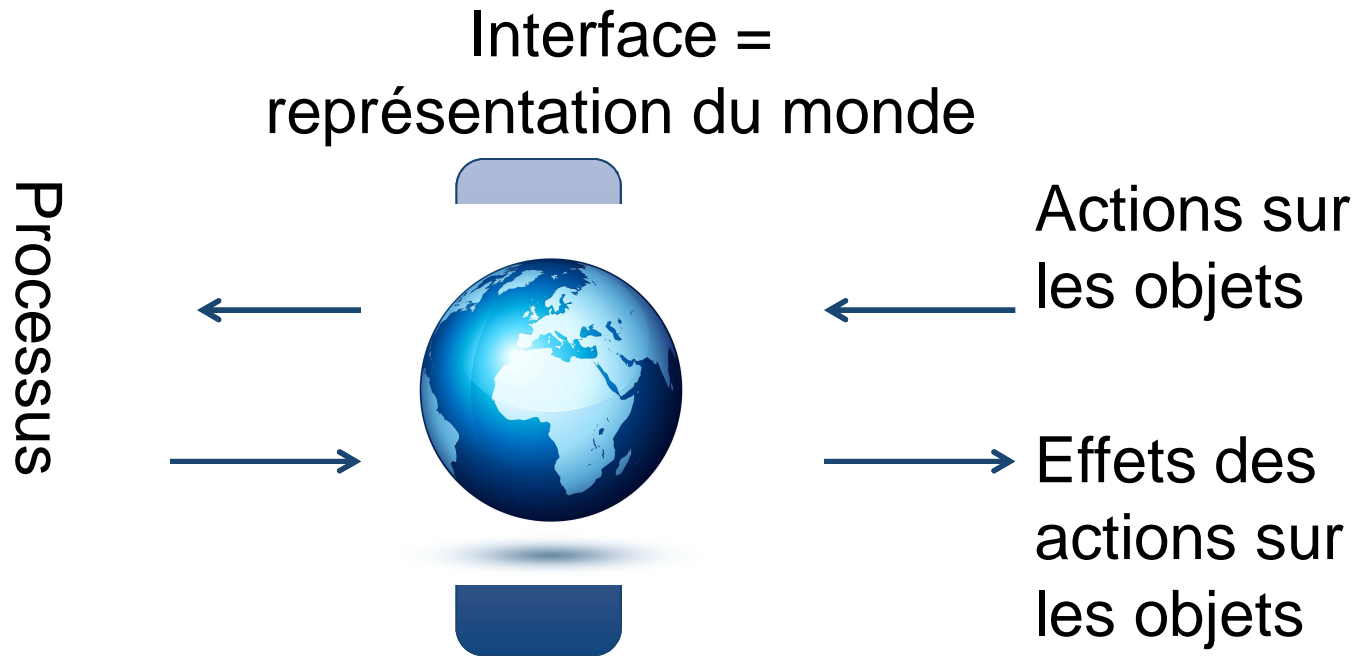 Interface =
représentation du monde
Processus
Actions sur
les objets
Effets des
actions sur
les objets